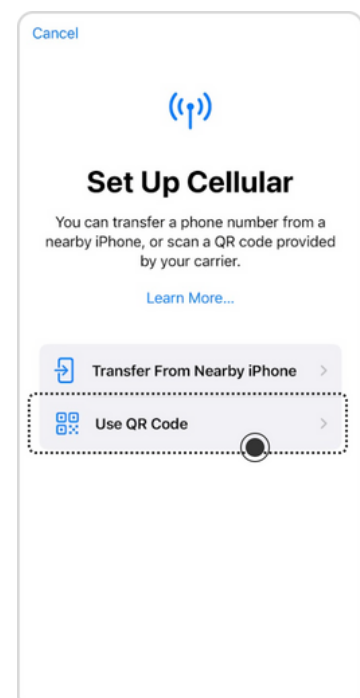 Cancel
Set Up Cellular
You can transfer a phone number from a
nearby iPhone, or scan a QR code provided
by your carrier.
Learn More...
Transfer From Nearby iPhone
Use QR Code